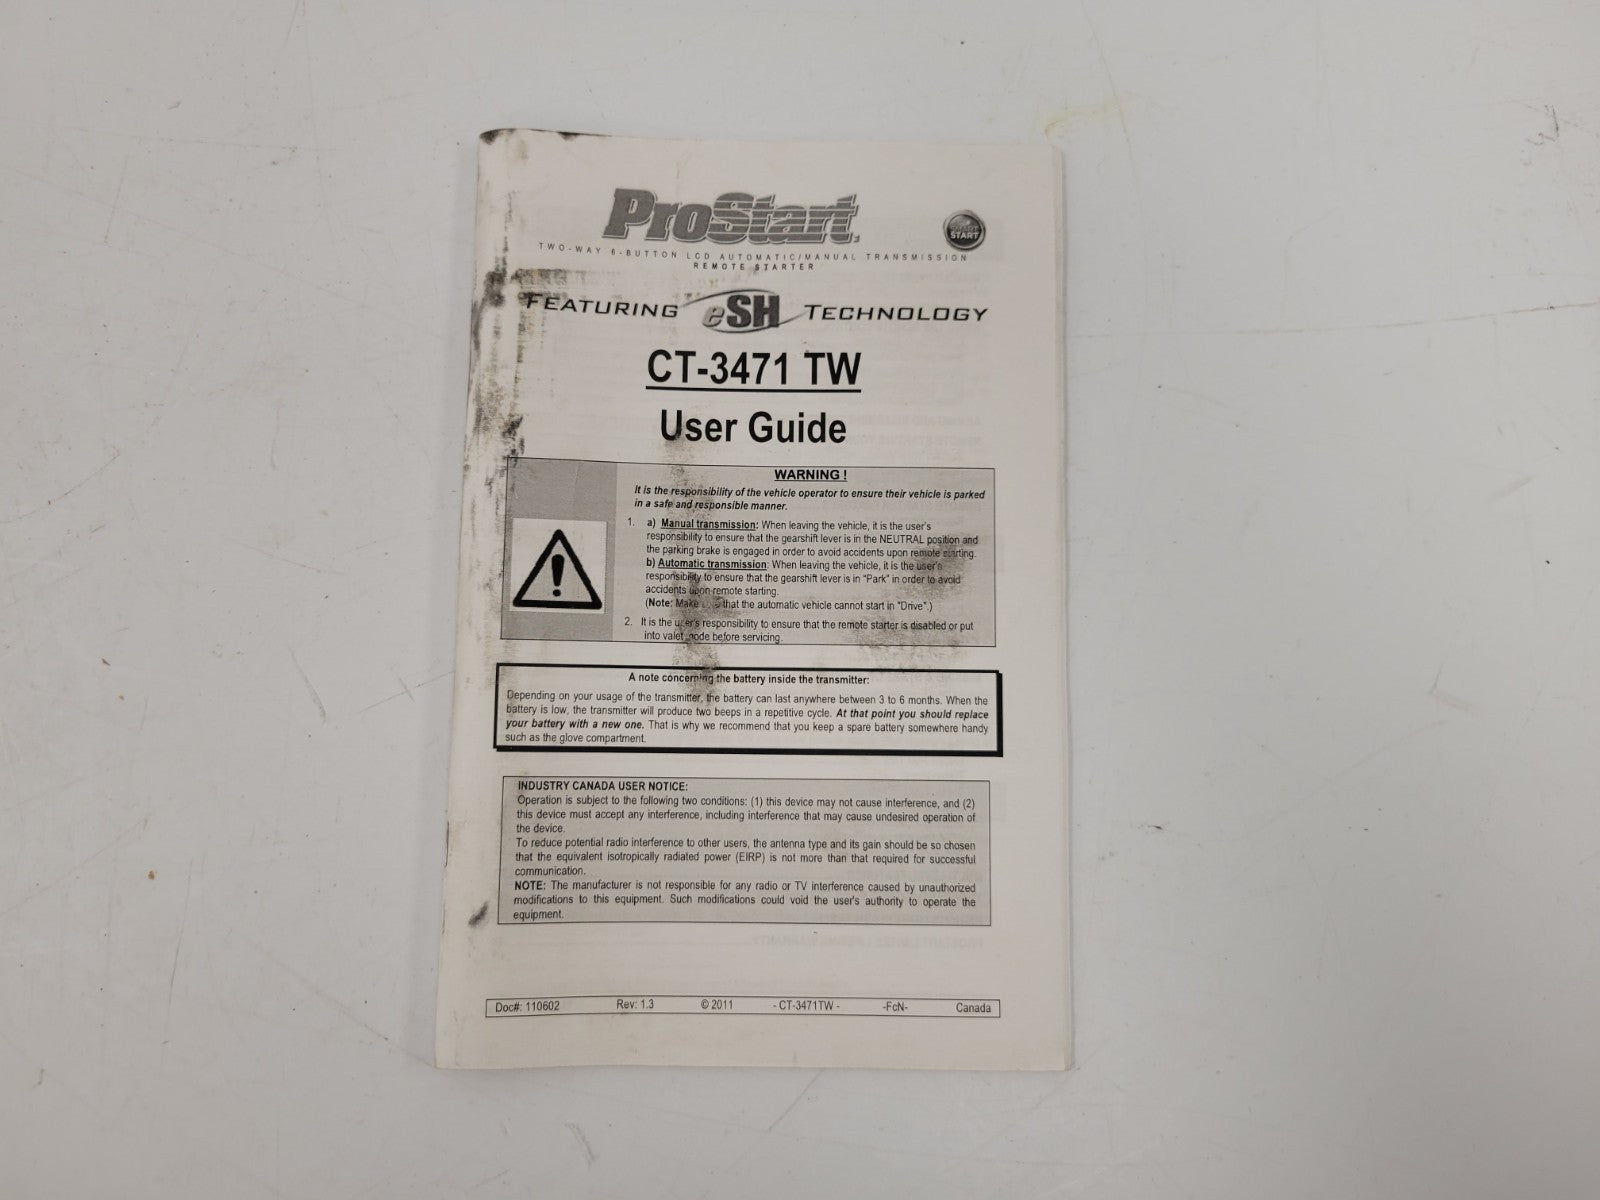 ProStart
SMART START
TWO-WAY 6-BUTTON LCD AUTOMATIC/MANUAL TRANSMISSION
REMOTE STARTER
FEATURING eSH TECHNOLOGY
CT-3471 TW
User Guide
WARNING !
It is the responsibility of the vehicle operator to ensure their vehicle is parked
in a safe and responsible manner.
1. a) Manual transmission: When leaving the vehicle, it is the user's
responsibility to ensure that the gearshift lever is in the NEUTRAL position and
the parking brake is engaged in order to avoid accidents upon remote starting.
b) Automatic transmission: When leaving the vehicle, it is the user's
responsibility to ensure that the gearshift lever is in "Park" in order to avoid
accidents upon remote starting.
(Note: Make that the automatic vehicle cannot start in "Drive".)
2. It is the user's responsibility to ensure that the remote starter is disabled or put
into valet mode before servicing.
A note concerning the battery inside the transmitter:
Depending on your usage of the transmitter, the battery can last anywhere between 3 to 6 months. When the
battery is low, the transmitter will produce two beeps in a repetitive cycle. At that point you should replace
your battery with a new one. That is why we recommend that you keep a spare battery somewhere handy
such as the glove compartment.
INDUSTRY CANADA USER NOTICE:
Operation is subject to the following two conditions: (1) this device may not cause interference, and (2)
this device must accept any interference, including interference that may cause undesired operation of
the device.
To reduce potential radio interference to other users, the antenna type and its gain should be so chosen
that the equivalent isotropically radiated power (EIRP) is not more than that required for successful
communication.
NOTE: The manufacturer is not responsible for any radio or TV interference caused by unauthorized
modifications to this equipment. Such modifications could void the user's authority to operate the
equipment.
Doc#: 110602 Rev: 1.3 © 2011 - CT-3471TW - -FcN- Canada